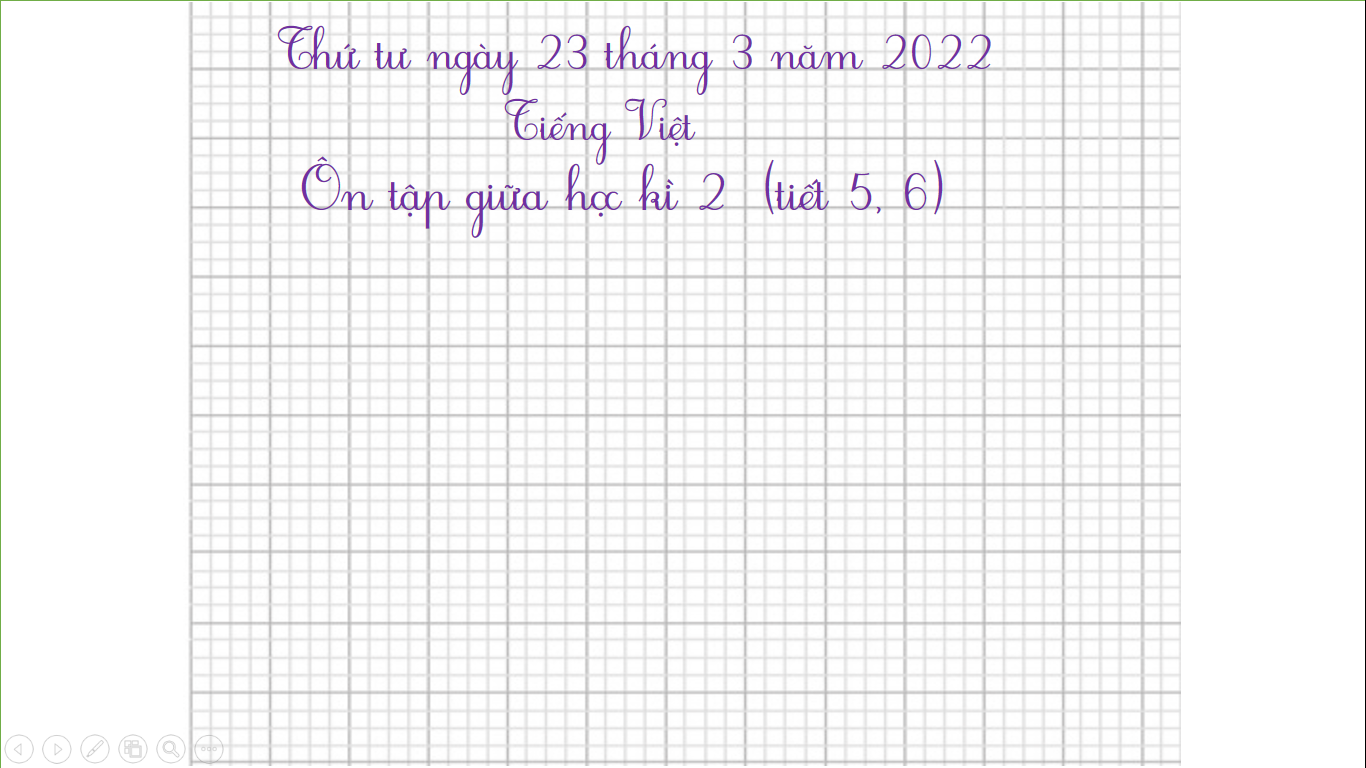 Thứ tư ngày 23 tháng 3 năm 2022
Tiếng Việt
Ôn tập giữa học kì 2 (tiết 5, 6)